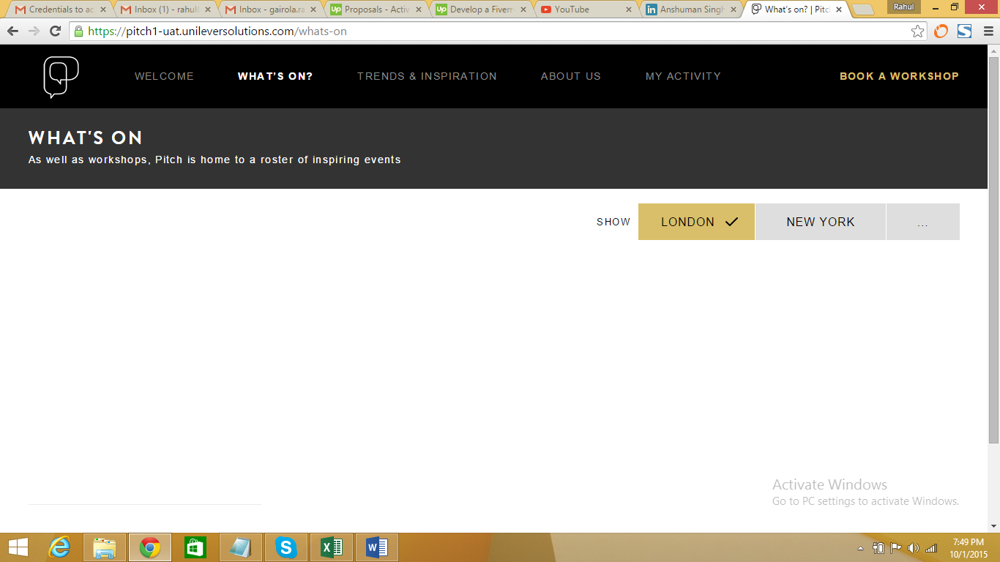 Credentials to ac
Inbox (1) - rahul
Inbox - gairola.ra
Proposals - Activ
Develop a Fiverr
YouTube
Anshuman Singh
What's on? | Pitch
Rahul
https://pitch1-uat.unileversolutions.com/whats-on
WELCOME
WHAT'S ON?
TRENDS & INSPIRATION
ABOUT US
MY ACTIVITY
BOOK A WORKSHOP
WHAT'S ON
As well as workshops, Pitch is home to a roster of inspiring events
SHOW
LONDON
NEW YORK
...
Activate Windows
Go to PC settings to activate Windows.
7:49 PM
10/1/2015